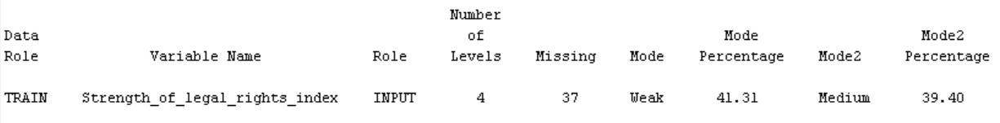 Number
Data of Mode Mode2
Role Variable Name Role Levels Missing Mode Percentage Mode2 Percentage
TRAIN Strength_of_legal_rights_index INPUT 4 37 Weak 41.31 Medium 39.40